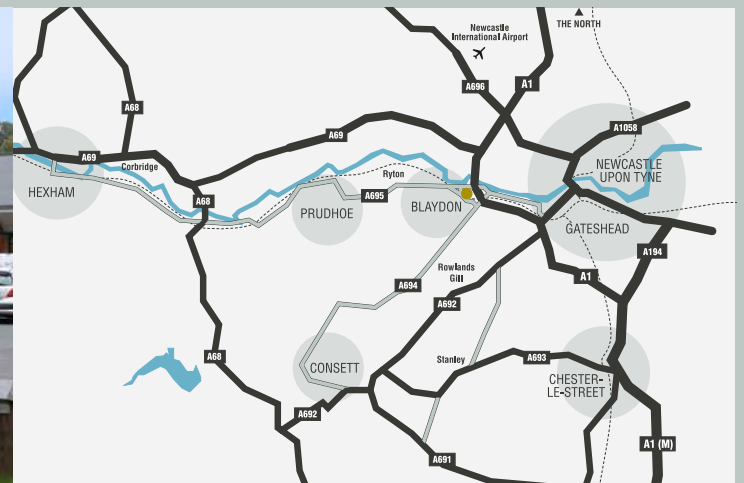 Newcastle
International Airport
THE NORTH
A696
A1
A68
A1058
A69
A69
Corbridge
Ryton
NEWCASTLE
UPON TYNE
HEXHAM
A68
PRUDHOE
A695
BLAYDON
GATESHEAD
A194
Rowlands
Gill
A1
A694
A692
A68
Stanley
A693
CONSETT
CHESTER-
LE-STREET
A692
A1 (M)
A691